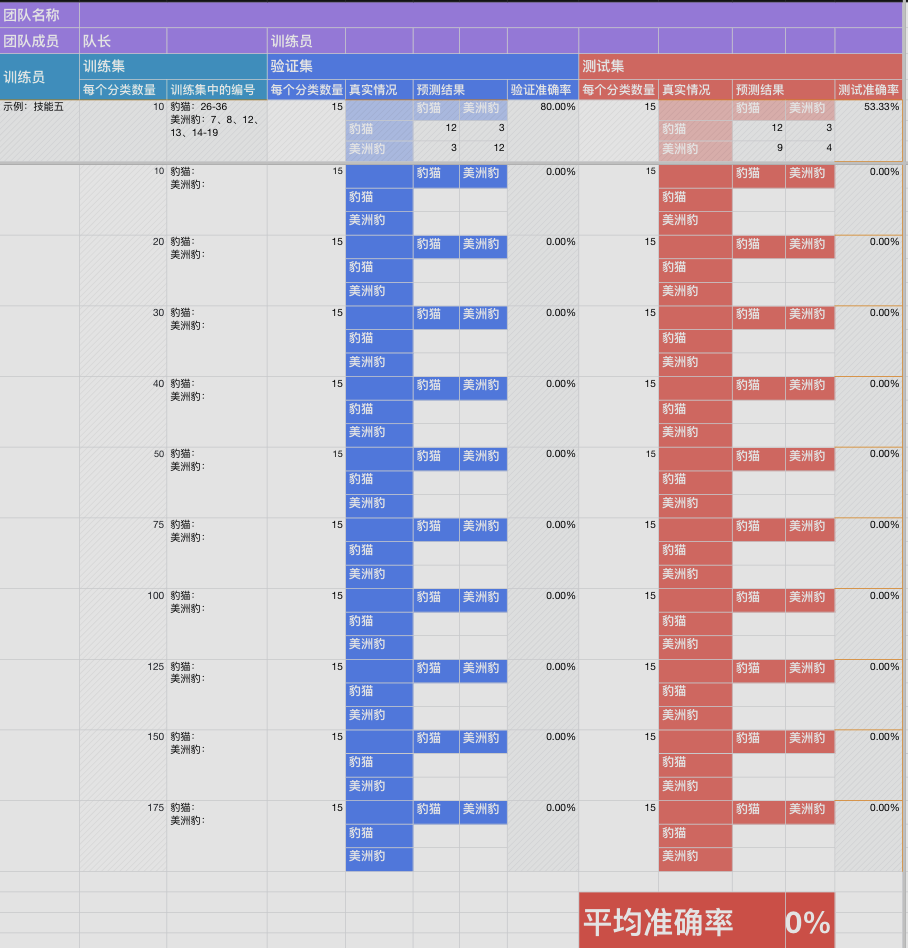 团队名称
团队成员 队长 训练员
训练员 训练集 验证集 测试集
每个分类数量 训练集中的编号 每个分类数量 真实情况 预测结果 验证准确率 每个分类数量 真实情况 预测结果 测试准确率
示例：技能五 10 豹猫：26-36 15 豹猫 美洲豹 80.00% 15 豹猫 美洲豹 53.33%
美洲豹：7、8、12、
13、14-19
豹猫 12 3 豹猫 12 3
美洲豹 3 12 美洲豹 9 4
10 豹猫： 15 豹猫 美洲豹 0.00% 15 豹猫 美洲豹 0.00%
美洲豹：
豹猫 豹猫
美洲豹 美洲豹
20 豹猫： 15 豹猫 美洲豹 0.00% 15 豹猫 美洲豹 0.00%
美洲豹：
豹猫 豹猫
美洲豹 美洲豹
30 豹猫： 15 豹猫 美洲豹 0.00% 15 豹猫 美洲豹 0.00%
美洲豹：
豹猫 豹猫
美洲豹 美洲豹
40 豹猫： 15 豹猫 美洲豹 0.00% 15 豹猫 美洲豹 0.00%
美洲豹：
豹猫 豹猫
美洲豹 美洲豹
50 豹猫： 15 豹猫 美洲豹 0.00% 15 豹猫 美洲豹 0.00%
美洲豹：
豹猫 豹猫
美洲豹 美洲豹
75 豹猫： 15 豹猫 美洲豹 0.00% 15 豹猫 美洲豹 0.00%
美洲豹：
豹猫 豹猫
美洲豹 美洲豹
100 豹猫： 15 豹猫 美洲豹 0.00% 15 豹猫 美洲豹 0.00%
美洲豹：
豹猫 豹猫
美洲豹 美洲豹
125 豹猫： 15 豹猫 美洲豹 0.00% 15 豹猫 美洲豹 0.00%
美洲豹：
豹猫 豹猫
美洲豹 美洲豹
150 豹猫： 15 豹猫 美洲豹 0.00% 15 豹猫 美洲豹 0.00%
美洲豹：
豹猫 豹猫
美洲豹 美洲豹
175 豹猫： 15 豹猫 美洲豹 0.00% 15 豹猫 美洲豹 0.00%
美洲豹：
豹猫 豹猫
美洲豹 美洲豹
平均准确率 0%